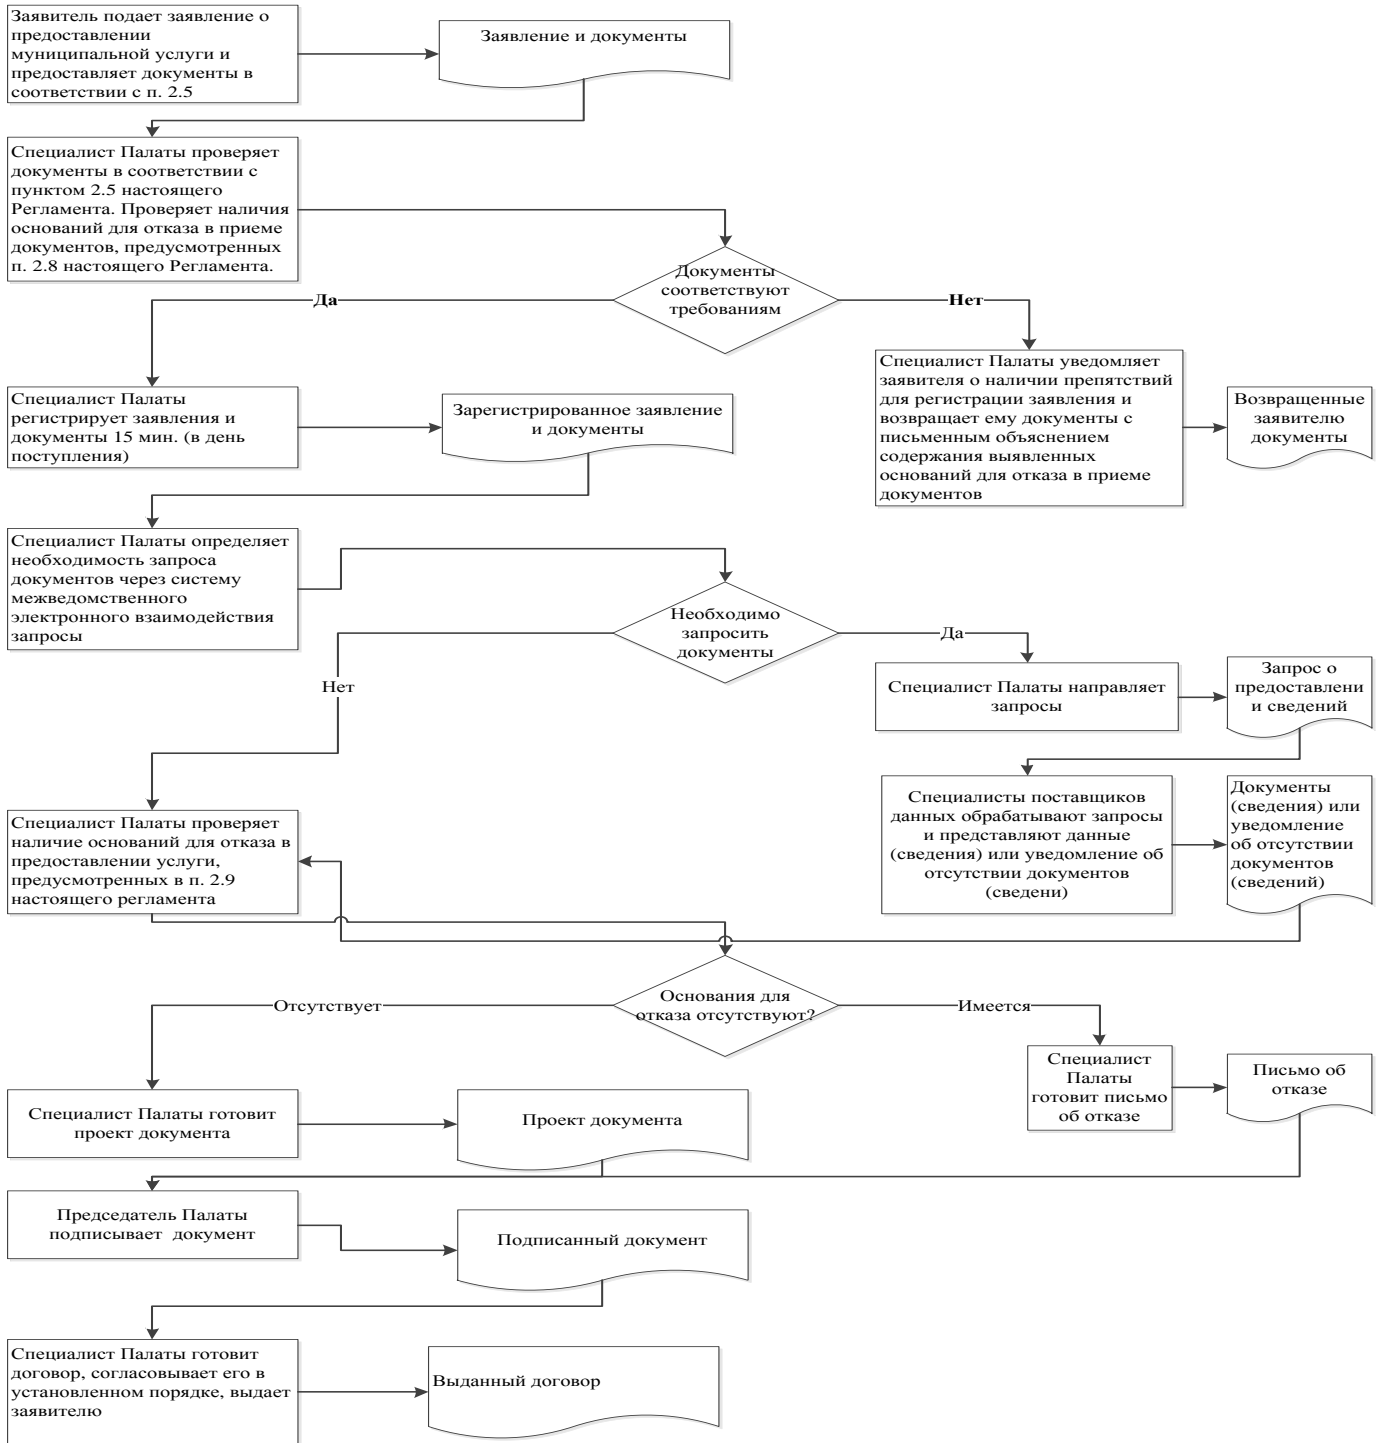 Заявитель подает заявление о
предоставлении
муниципальной услуги и
предоставляет документы в
соответствии с п. 2.5
Заявление и документы
Специалист Палаты проверяет
документы в соответствии с
пунктом 2.5 настоящего
Регламента. Проверяет наличия
оснований для отказа в приеме
документов, предусмотренных
п. 2.8 настоящего Регламента.
Документы
соответствуют
требованиям
Да
Нет
Специалист Палаты
регистрирует заявления и
документы 15 мин. (в день
поступления)
Зарегистрированное заявление
и документы
Специалист Палаты уведомляет
заявителя о наличии препятствий
для регистрации заявления и
возвращает ему документы с
письменным объяснением
содержания выявленных
оснований для отказа в приеме
документов
Возвращенные
заявителю
документы
Специалист Палаты определяет
необходимость запроса
документов через систему
межведомственного
электронного взаимодействия
запросы
Необходимо
запросить
документы
Да
Нет
Специалист Палаты направляет
запросы
Запрос о
предоставлени
и сведений
Специалисты поставщиков
данных обрабатывают запросы
и представляют данные
(сведения) или уведомление об
отсутствии документов
(сведени)
Документы
(сведения) или
уведомление
об отсутствии
документов
(сведений)
Специалист Палаты проверяет
наличие оснований для отказа в
предоставлении услуги,
предусмотренных в п. 2.9
настоящего регламента
Основания для
отказа отсутствуют?
Отсутствует
Имеется
Специалист
Палаты
готовит письмо
об отказе
Письмо об
отказе
Специалист Палаты готовит
проект документа
Проект документа
Председатель Палаты
подписывает  документ
Подписанный документ
Специалист Палаты готовит
договор, согласовывает его в
установленном порядке, выдает
заявителю
Выданный договор